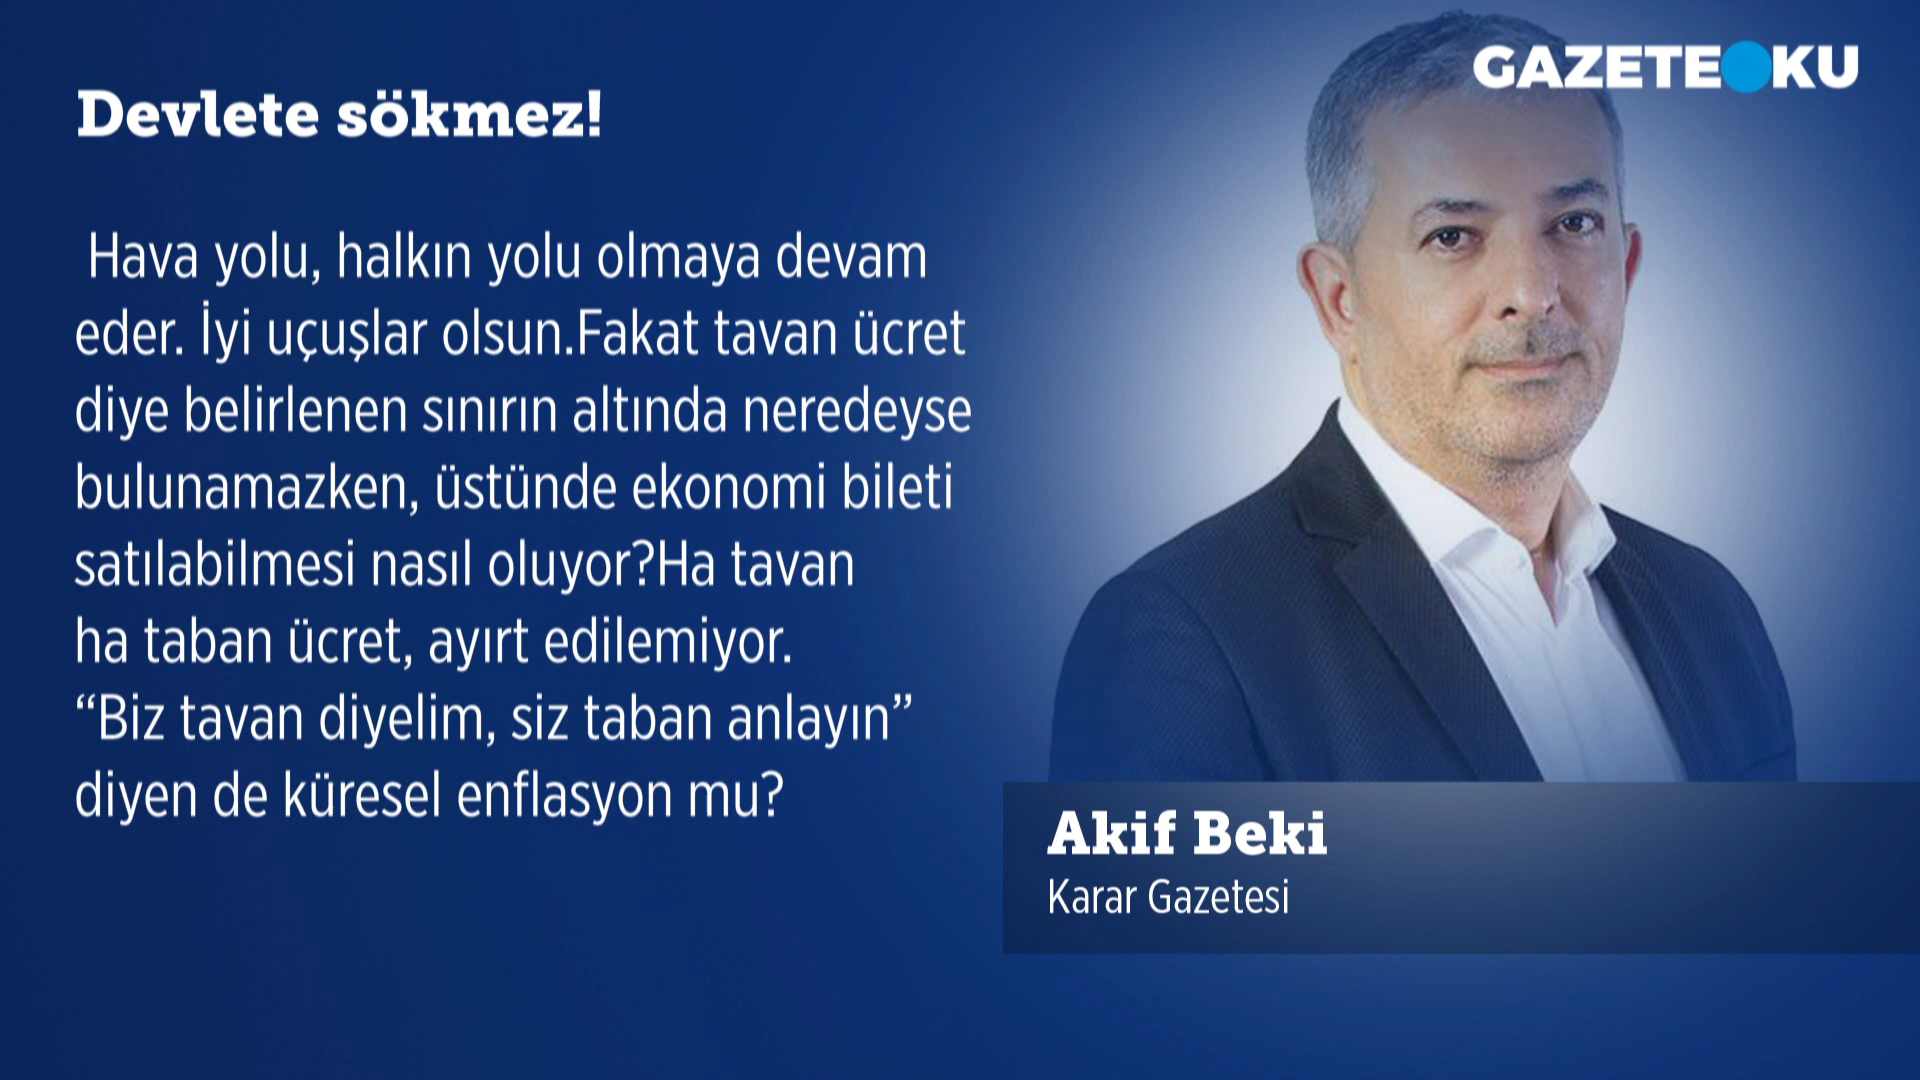 GAZETE KU
Devlete sökmez!
Hava yolu, halkın yolu olmaya devam
eder. İyi uçuşlar olsun.Fakat tavan ücret
diye belirlenen sınırın altında neredeyse
bulunamazken, üstünde ekonomi bileti
satılabilmesi nasıl oluyor?Ha tavan
ha taban ücret, ayırt edilemiyor.
“Biz tavan diyelim, siz taban anlayın”
diyen de küresel enflasyon mu?
Akif Beki
Karar Gazetesi